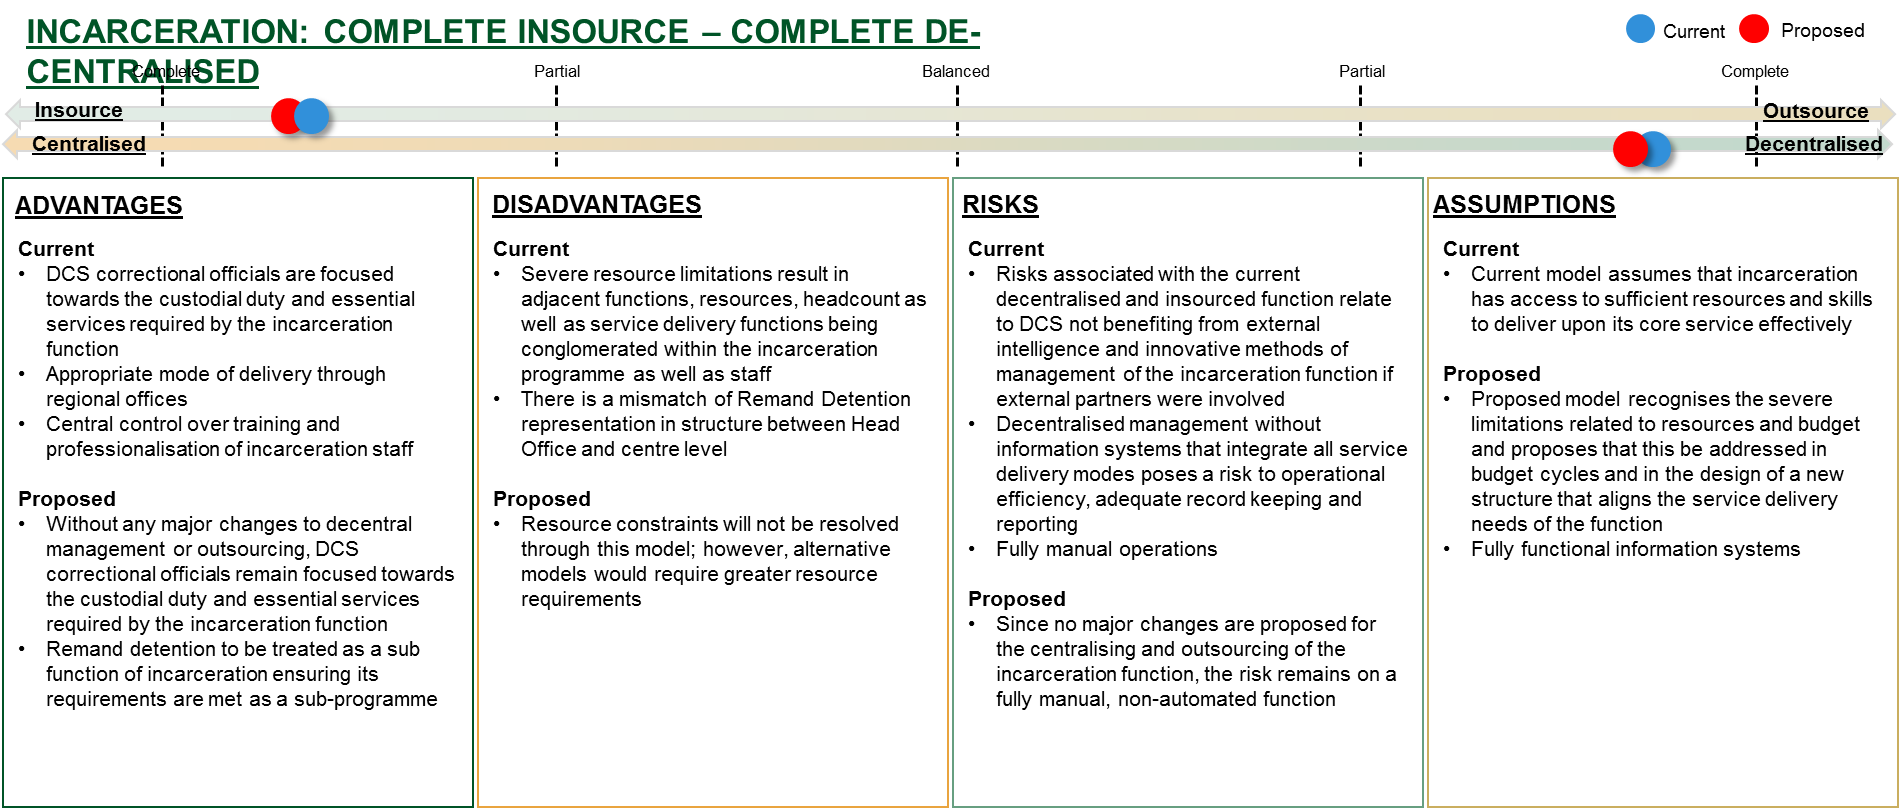 INCARCERATION: COMPLETE INSOURCE – COMPLETE DE-
CENTRALISED
Current
Proposed
Complete
Partial
Balanced
Partial
Complete
Insource
Outsource
Centralised
Decentralised
ADVANTAGES
Current
• DCS correctional officials are focused
towards the custodial duty and essential
services required by the incarceration
function
• Appropriate mode of delivery through
regional offices
• Central control over training and
professionalisation of incarceration staff
Proposed
• Without any major changes to decentral
management or outsourcing, DCS
correctional officials remain focused towards
the custodial duty and essential services
required by the incarceration function
• Remand detention to be treated as a sub
function of incarceration ensuring its
requirements are met as a sub-programme
DISADVANTAGES
Current
• Severe resource limitations result in
adjacent functions, resources, headcount as
well as service delivery functions being
conglomerated within the incarceration
programme as well as staff
• There is a mismatch of Remand Detention
representation in structure between Head
Office and centre level
Proposed
• Resource constraints will not be resolved
through this model; however, alternative
models would require greater resource
requirements
RISKS
Current
• Risks associated with the current
decentralised and insourced function relate
to DCS not benefiting from external
intelligence and innovative methods of
management of the incarceration function if
external partners were involved
• Decentralised management without
information systems that integrate all service
delivery modes poses a risk to operational
efficiency, adequate record keeping and
reporting
• Fully manual operations
Proposed
• Since no major changes are proposed for
the centralising and outsourcing of the
incarceration function, the risk remains on a
fully manual, non-automated function
ASSUMPTIONS
Current
• Current model assumes that incarceration
has access to sufficient resources and skills
to deliver upon its core service effectively
Proposed
• Proposed model recognises the severe
limitations related to resources and budget
and proposes that this be addressed in
budget cycles and in the design of a new
structure that aligns the service delivery
needs of the function
• Fully functional information systems